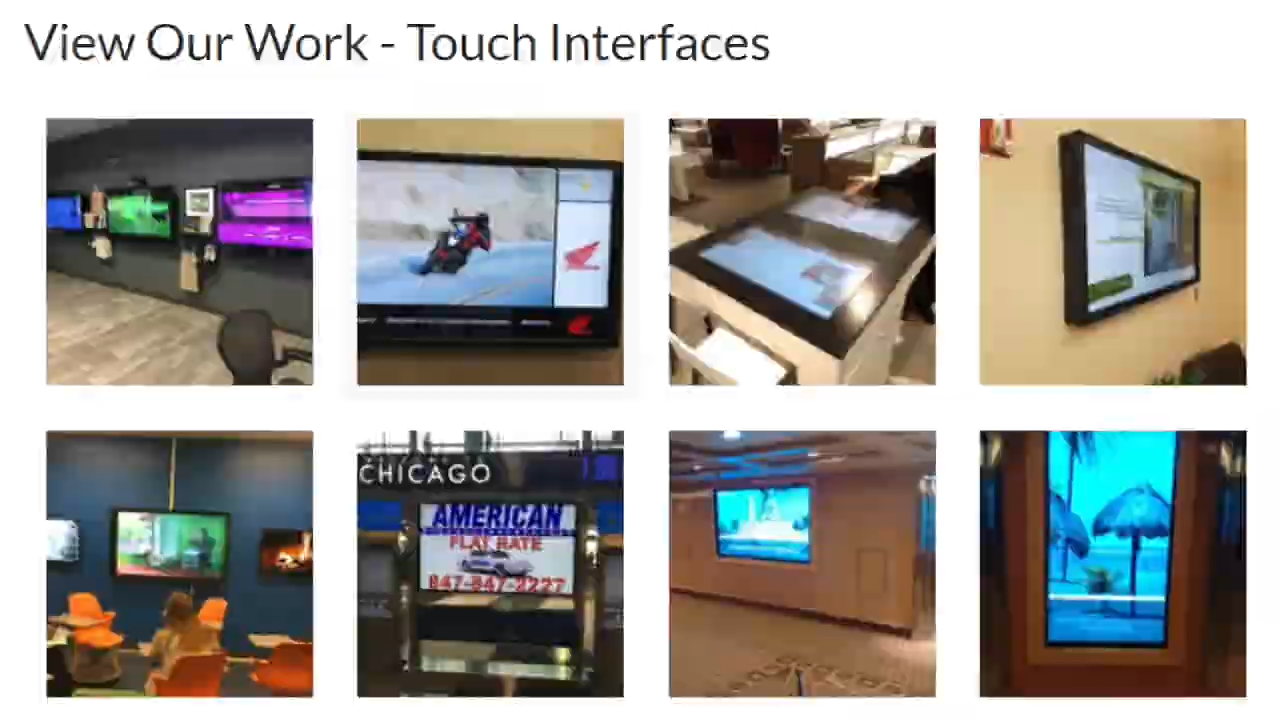 View Our Work - Touch Interfaces
CHICAGO
AMERICAN
FLAT RATE
847-847-2227